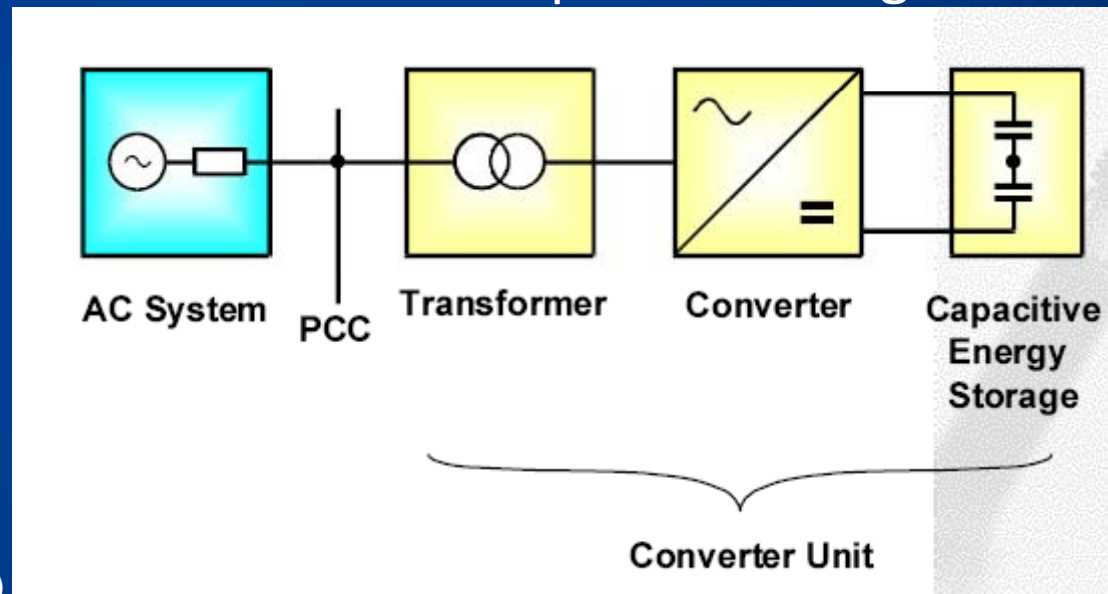 AC System
PCC
Transformer
Converter
Capacitive
Energy
Storage
Converter Unit